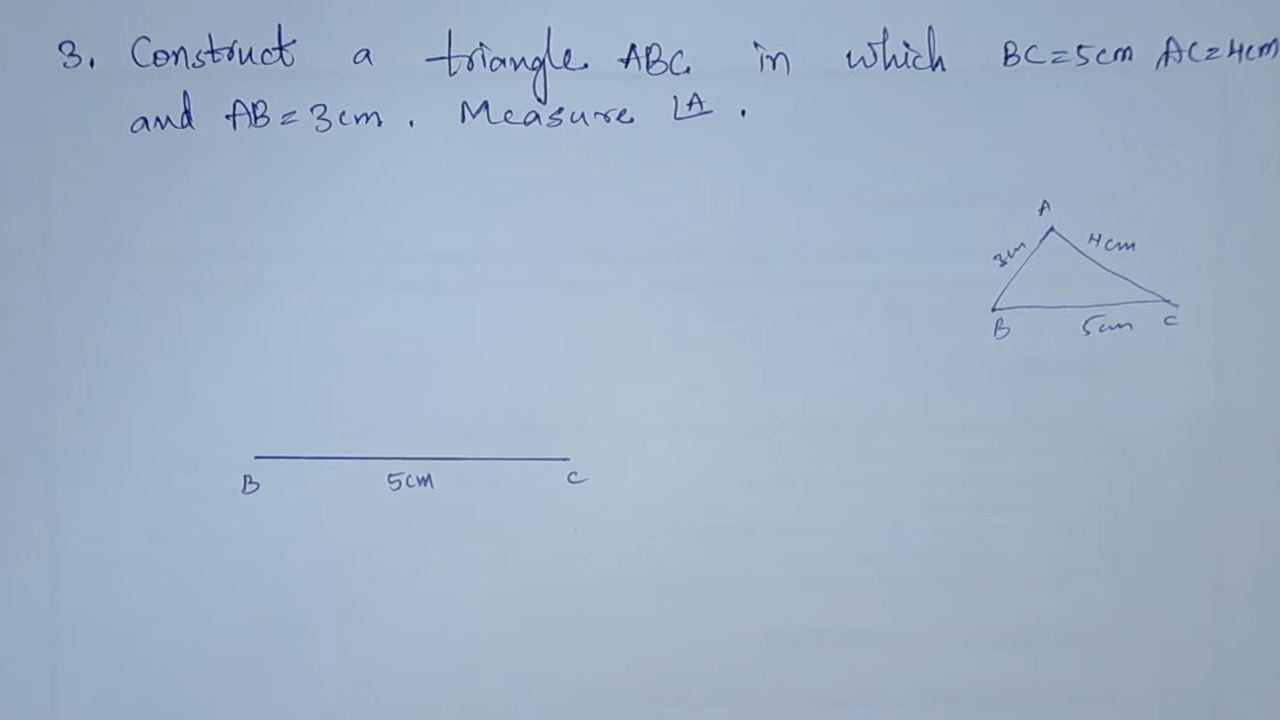 3. Construct a triangle ABC in which BC=5cm AC=4cm
and AB=3cm. Measure ∠A.
A
3cm 4cm
B 5cm C
B 5cm C